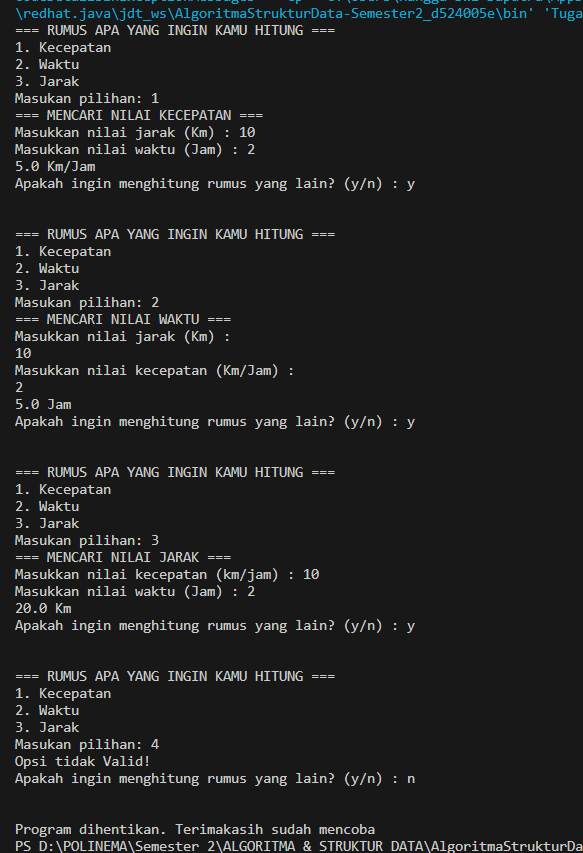 \redhat.java\jdt_ws\AlgoritmaStrukturData-Semester2_d524005e\bin' 'Tuga
=== RUMUS APA YANG INGIN KAMU HITUNG ===
1. Kecepatan
2. Waktu
3. Jarak
Masukan pilihan: 1
=== MENCARI NILAI KECEPATAN ===
Masukkan nilai jarak (Km) : 10
Masukkan nilai waktu (Jam) : 2
5.0 Km/Jam
Apakah ingin menghitung rumus yang lain? (y/n) : y
=== RUMUS APA YANG INGIN KAMU HITUNG ===
1. Kecepatan
2. Waktu
3. Jarak
Masukan pilihan: 2
=== MENCARI NILAI WAKTU ===
Masukkan nilai jarak (Km) :
10
Masukkan nilai kecepatan (Km/Jam) :
2
5.0 Jam
Apakah ingin menghitung rumus yang lain? (y/n) : y
=== RUMUS APA YANG INGIN KAMU HITUNG ===
1. Kecepatan
2. Waktu
3. Jarak
Masukan pilihan: 3
=== MENCARI NILAI JARAK ===
Masukkan nilai kecepatan (km/jam) : 10
Masukkan nilai waktu (Jam) : 2
20.0 Km
Apakah ingin menghitung rumus yang lain? (y/n) : y
=== RUMUS APA YANG INGIN KAMU HITUNG ===
1. Kecepatan
2. Waktu
3. Jarak
Masukan pilihan: 4
Opsi tidak Valid!
Apakah ingin menghitung rumus yang lain? (y/n) : n
Program dihentikan. Terimakasih sudah mencoba
PS D:\POLINEMA\Semester 2\ALGORITMA & STRUKTUR DATA\AlgoritmaStrukturDa